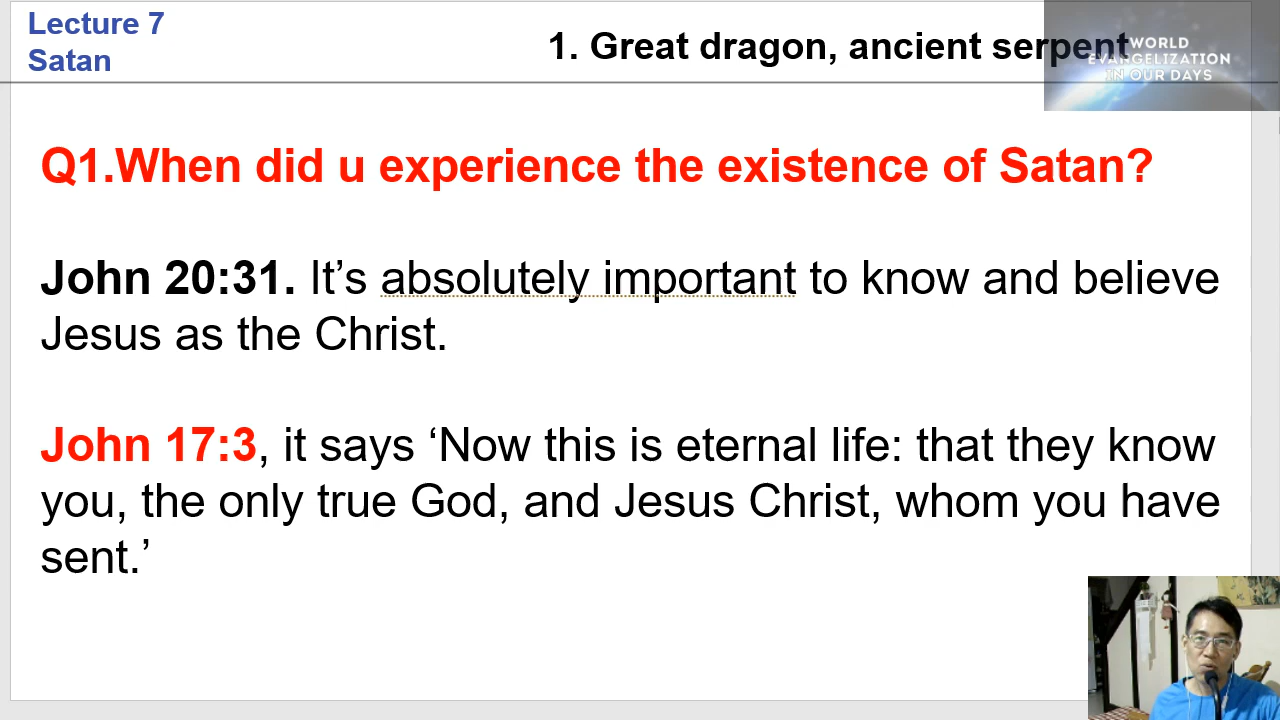 Lecture 7
Satan
1. Great dragon, ancient serpent
WORLD
EVANGELIZATION
IN OUR DAYS
Q1.When did u experience the existence of Satan?
John 20:31. It’s absolutely important to know and believe
Jesus as the Christ.
John 17:3, it says ‘Now this is eternal life: that they know
you, the only true God, and Jesus Christ, whom you have
sent.’